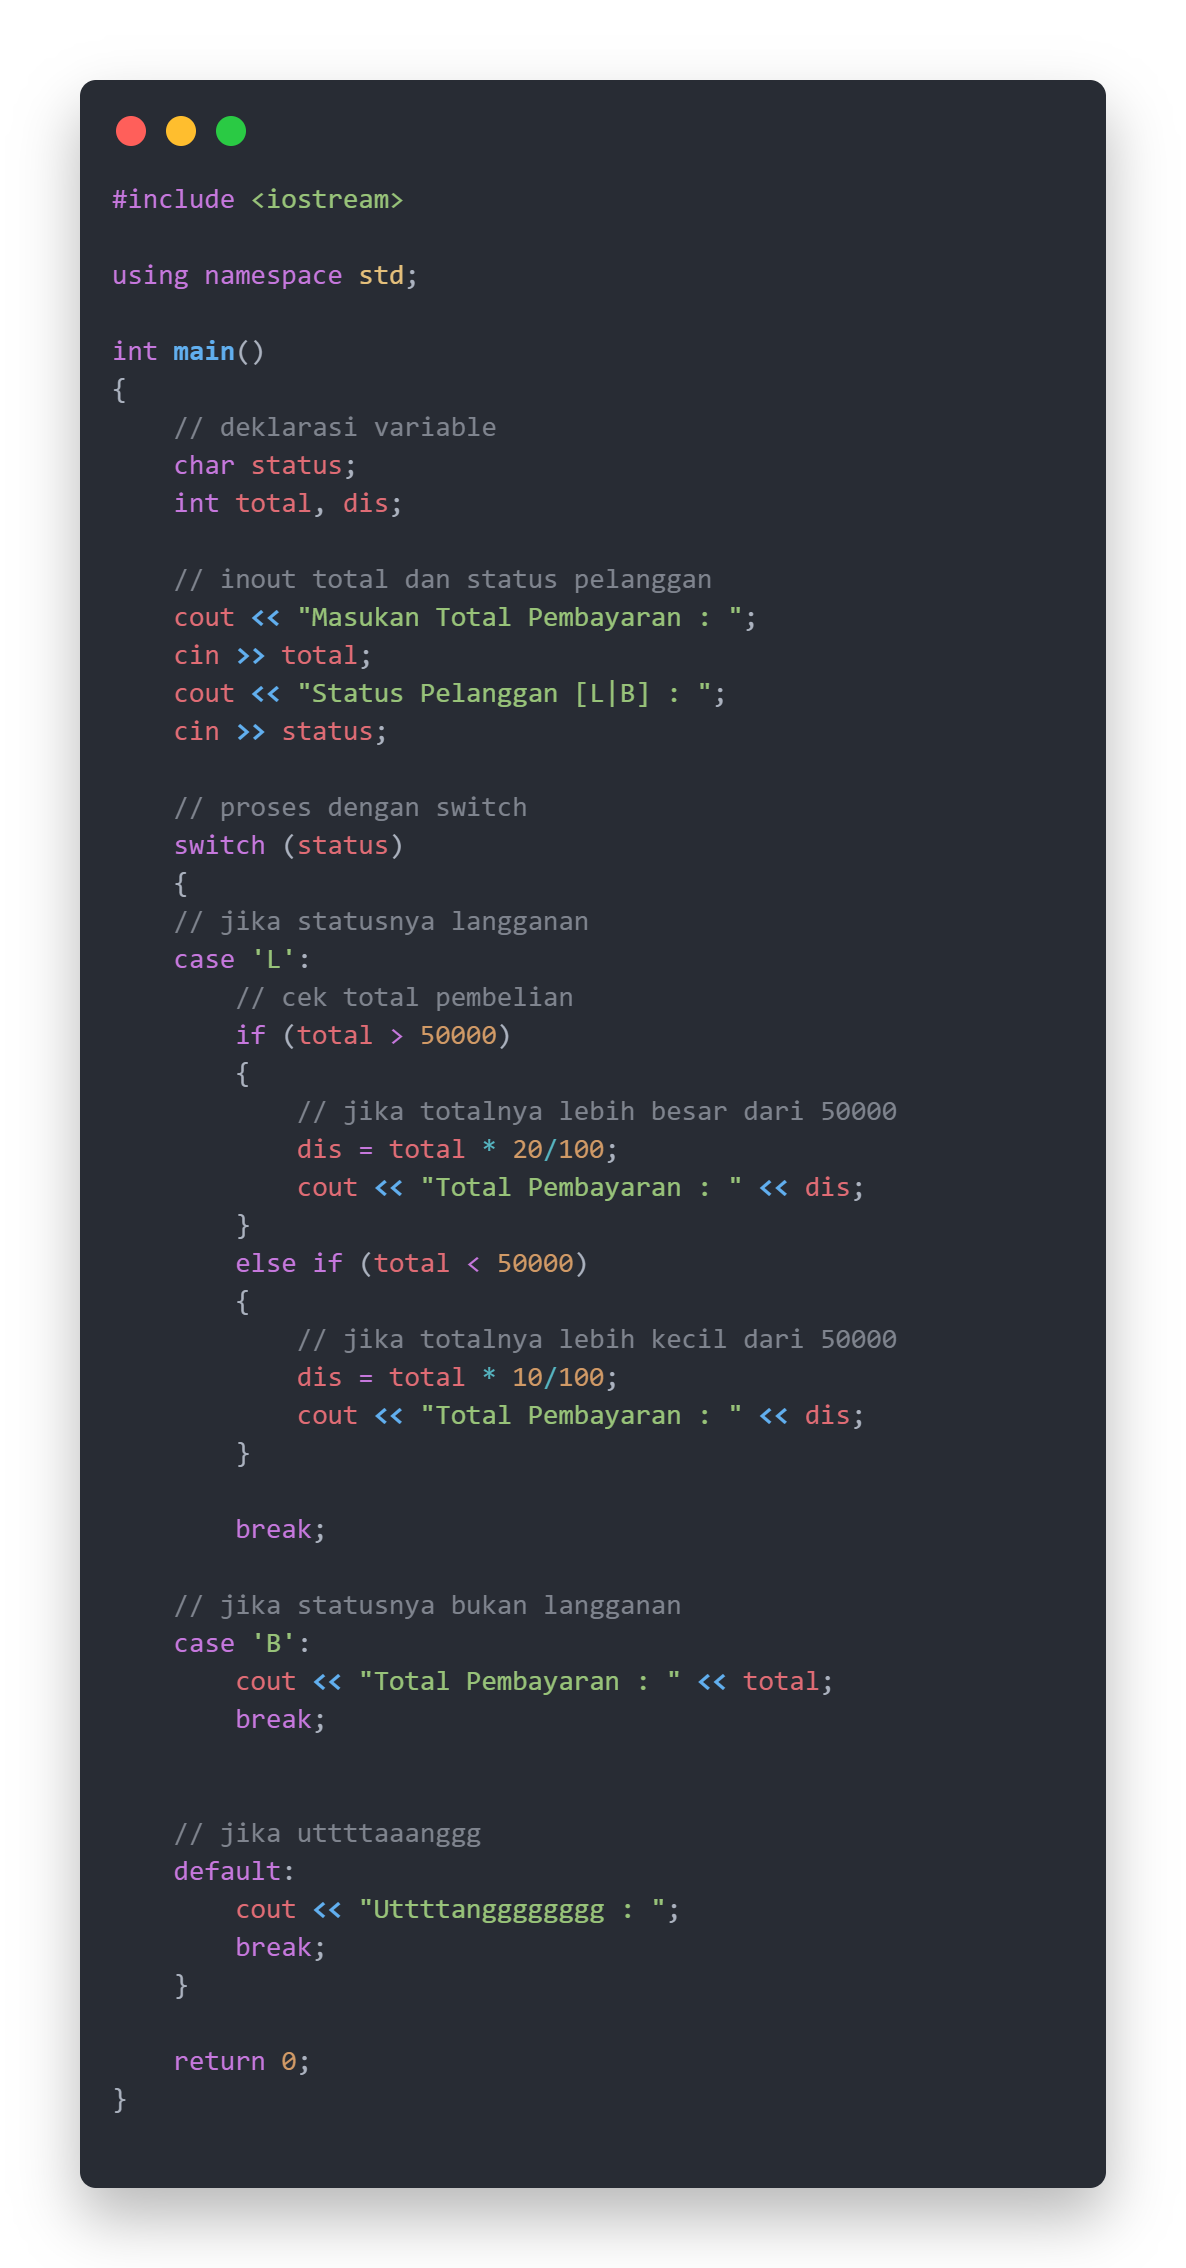 #include <iostream>
using namespace std;
int main()
{
// deklarasi variable
char status;
int total, dis;
// inout total dan status pelanggan
cout << "Masukan Total Pembayaran : ";
cin >> total;
cout << "Status Pelanggan [L|B] : ";
cin >> status;
// proses dengan switch
switch (status)
{
// jika statusnya langganan
case 'L':
// cek total pembelian
if (total > 50000)
{
// jika totalnya lebih besar dari 50000
dis = total * 20/100;
cout << "Total Pembayaran : " << dis;
}
else if (total < 50000)
{
// jika totalnya lebih kecil dari 50000
dis = total * 10/100;
cout << "Total Pembayaran : " << dis;
}
break;
// jika statusnya bukan langganan
case 'B':
cout << "Total Pembayaran : " << total;
break;
// jika uttttaaanggg
default:
cout << "Uttttangggggggg : ";
break;
}
return 0;
}